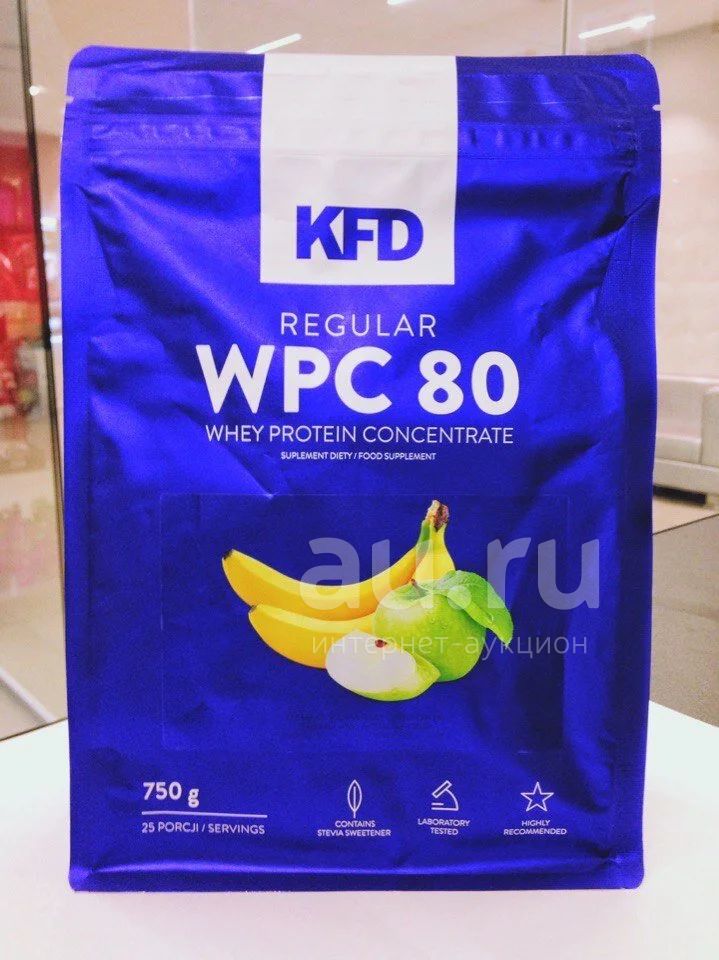 KFD
REGULAR
WPC 80
WHEY PROTEIN CONCENTRATE
SUPLEMENT DIETY / FOOD SUPPLEMENT
au.ru
интернет-аукцион
750 g
25 PORCJI / SERVINGS
CONTAINS
STEVIA SWEETENER
LABORATORY
TESTED
HIGHLY
RECOMMENDED